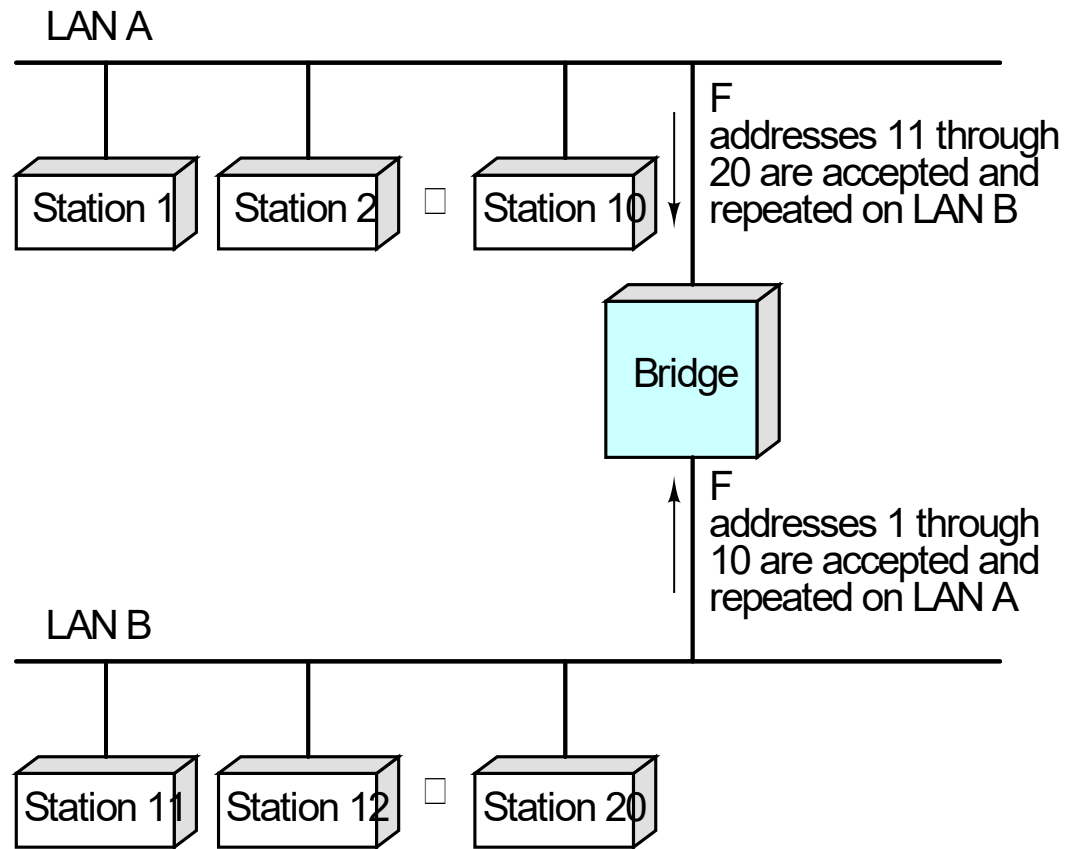 LAN A
Station 1
Station 2
□
Station 10
F
addresses 11 through
20 are accepted and
repeated on LAN B
Bridge
F
addresses 1 through
10 are accepted and
repeated on LAN A
LAN B
Station 11
Station 12
□
Station 20